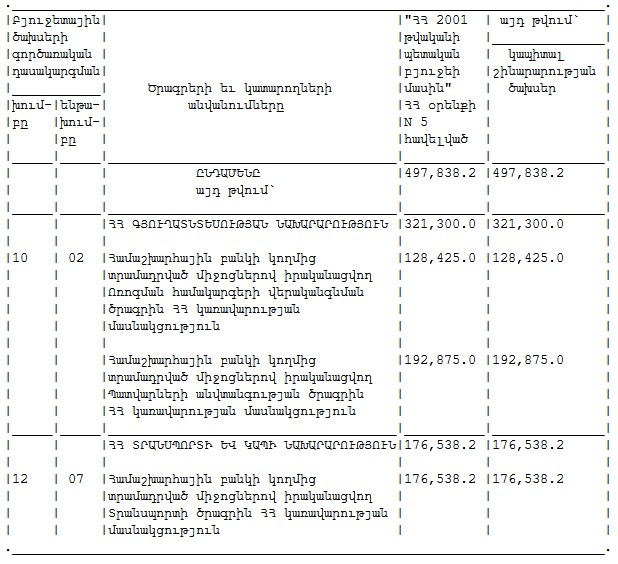 Բյուջետային "ՀՀ 2001 այդ թվում՝
ծախսերի թվականի
գործառական պետական կապիտալ
դասակարգման բյուջեի շինարարության
Ծրագրերի եւ կատարողների մասին" ծախսեր
խում- ենթա- անվանումները ՀՀ օրենքի
բը խում- N 5
բը հավելված
ԸՆԴԱՄԵՆԸ 497,838.2 497,838.2
այդ թվում՝
ՀՀ ԳՅՈՒՂԱՏՆՏԵՍՈՒԹՅԱՆ ՆԱԽԱՐԱՐՈՒԹՅՈՒՆ 321,300.0 321,300.0
10 02 Համաշխարհային բանկի կողմից 128,425.0 128,425.0
տրամադրված միջոցներով իրականացվող
Ոռոգման համակարգերի վերականգնման
ծրագրին ՀՀ կառավարության
մասնակցություն
Համաշխարհային բանկի կողմից 192,875.0 192,875.0
տրամադրված միջոցներով իրականացվող
Պատվարների անվտանգության ծրագրին
ՀՀ կառավարության մասնակցություն
ՀՀ ՏՐԱՆՍՊՈՐՏԻ ԵՎ ԿԱՊԻ ՆԱԽԱՐԱՐՈՒԹՅՈՒՆ 176,538.2 176,538.2
12 07 Համաշխարհային բանկի կողմից 176,538.2 176,538.2
տրամադրված միջոցներով իրականացվող
Տրանսպորտի ծրագրին ՀՀ կառավարության
մասնակցություն